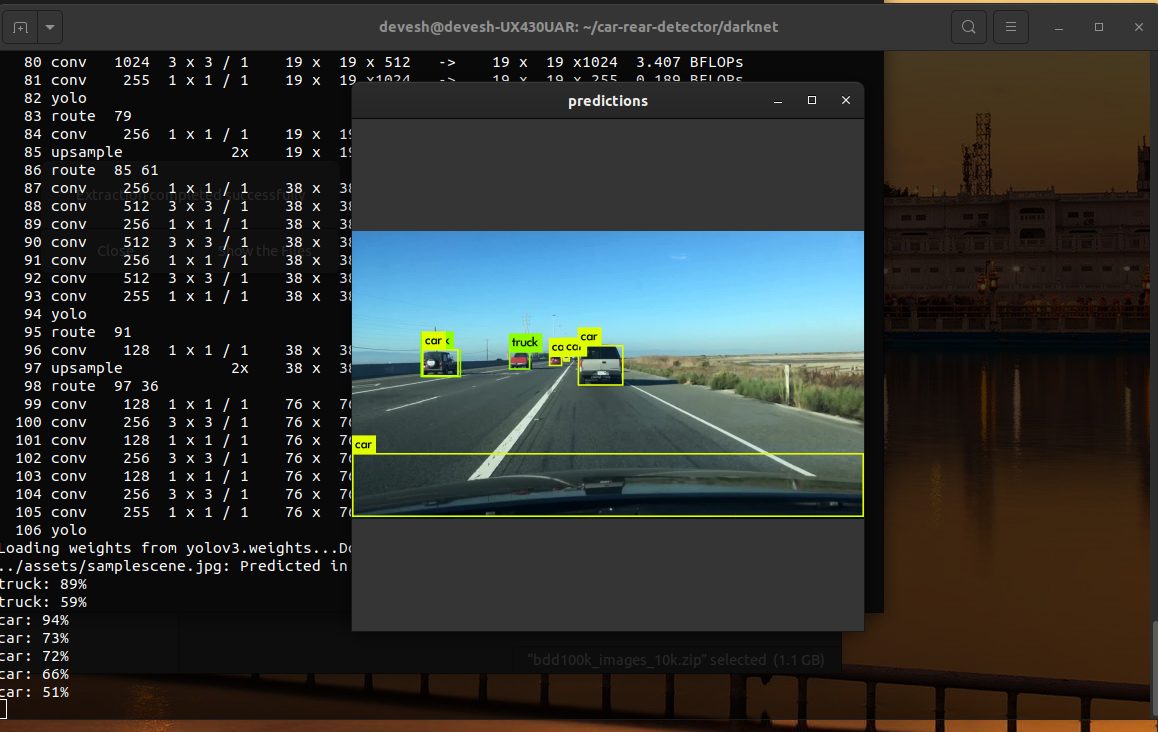 devesh@devesh-UX430UAR: ~/car-rear-detector/darknet
80 conv 1024 3 x 3 / 1 19 x 19 x 512 -> 19 x 19 x1024 3.407 BFLOPs
81 conv 255 1 x 1 / 1 19 x 19 x1024 -> 19 x 19 x 255 0.189 BFLOPs
82 yolo
83 route 79
84 conv 256 1 x 1 / 1 19 x 19
85 upsample 2x 19 x 19
86 route 85 61
87 conv 256 1 x 1 / 1 38 x 38
88 conv 512 3 x 3 / 1 38 x 38
89 conv 256 1 x 1 / 1 38 x 38
90 conv 512 3 x 3 / 1 38 x 38
91 conv 256 1 x 1 / 1 38 x 38
92 conv 512 3 x 3 / 1 38 x 38
93 conv 255 1 x 1 / 1 38 x 38
94 yolo
95 route 91
96 conv 128 1 x 1 / 1 38 x 38
97 upsample 2x 38 x 38
98 route 97 36
99 conv 128 1 x 1 / 1 76 x 76
100 conv 256 3 x 3 / 1 76 x 76
101 conv 128 1 x 1 / 1 76 x 76
102 conv 256 3 x 3 / 1 76 x 76
103 conv 128 1 x 1 / 1 76 x 76
104 conv 256 3 x 3 / 1 76 x 76
105 conv 255 1 x 1 / 1 76 x 76
106 yolo
Loading weights from yolov3.weights...Do
../assets/samplescene.jpg: Predicted in
truck: 89%
truck: 59%
car: 94%
car: 73%
car: 72%
car: 66%
car: 51%
Extraction completed successfully
Close Show the Files
"bdd100k_images_10k.zip" selected (1.1 GB)
predictions
car k
truck
ca
car
car
car